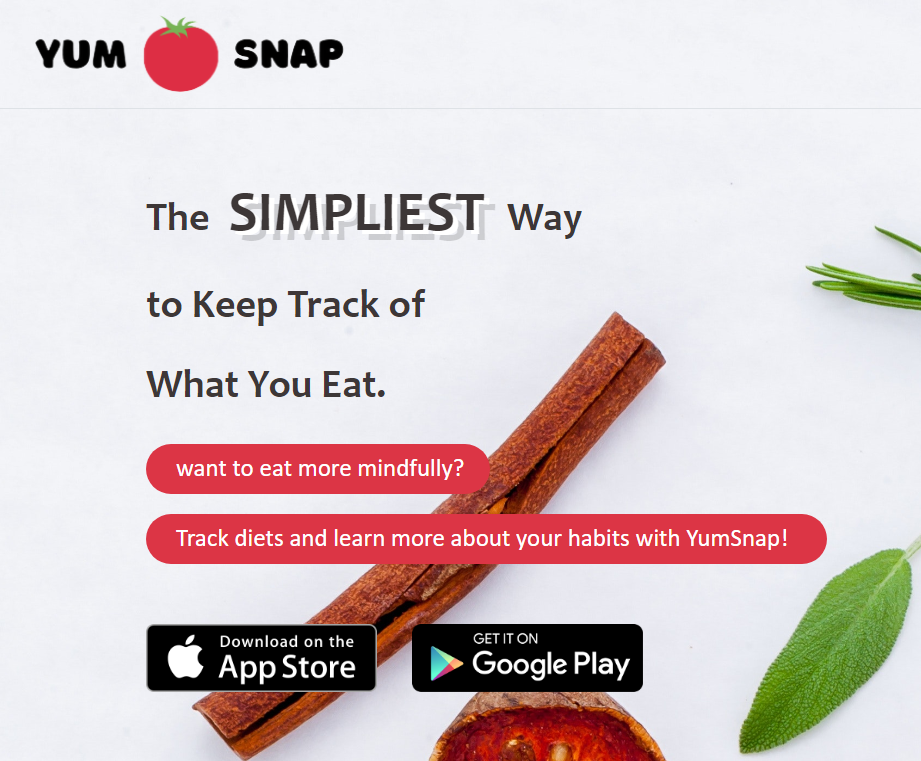 YUM SNAP
The SIMPLIEST Way
to Keep Track of
What You Eat.
want to eat more mindfully?
Track diets and learn more about your habits with YumSnap!
Download on the
App Store
GET IT ON
Google Play